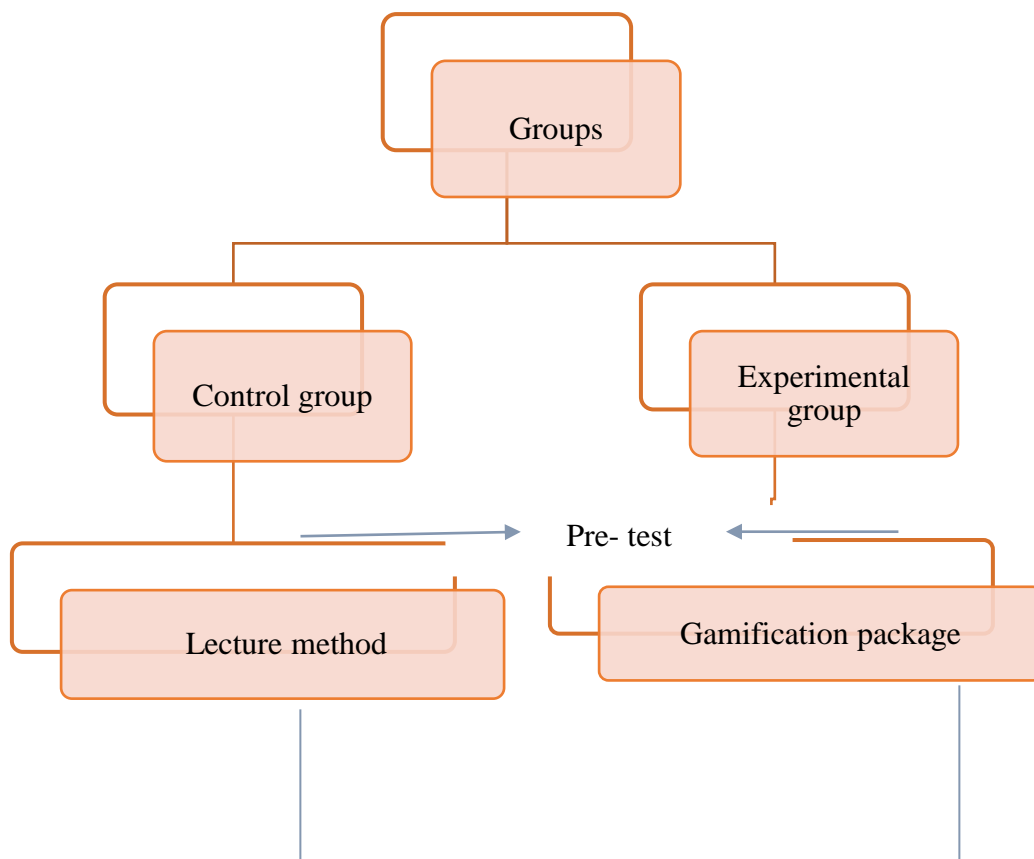 Groups
Control group
Experimental
group
Pre- test
Lecture method
Gamification package